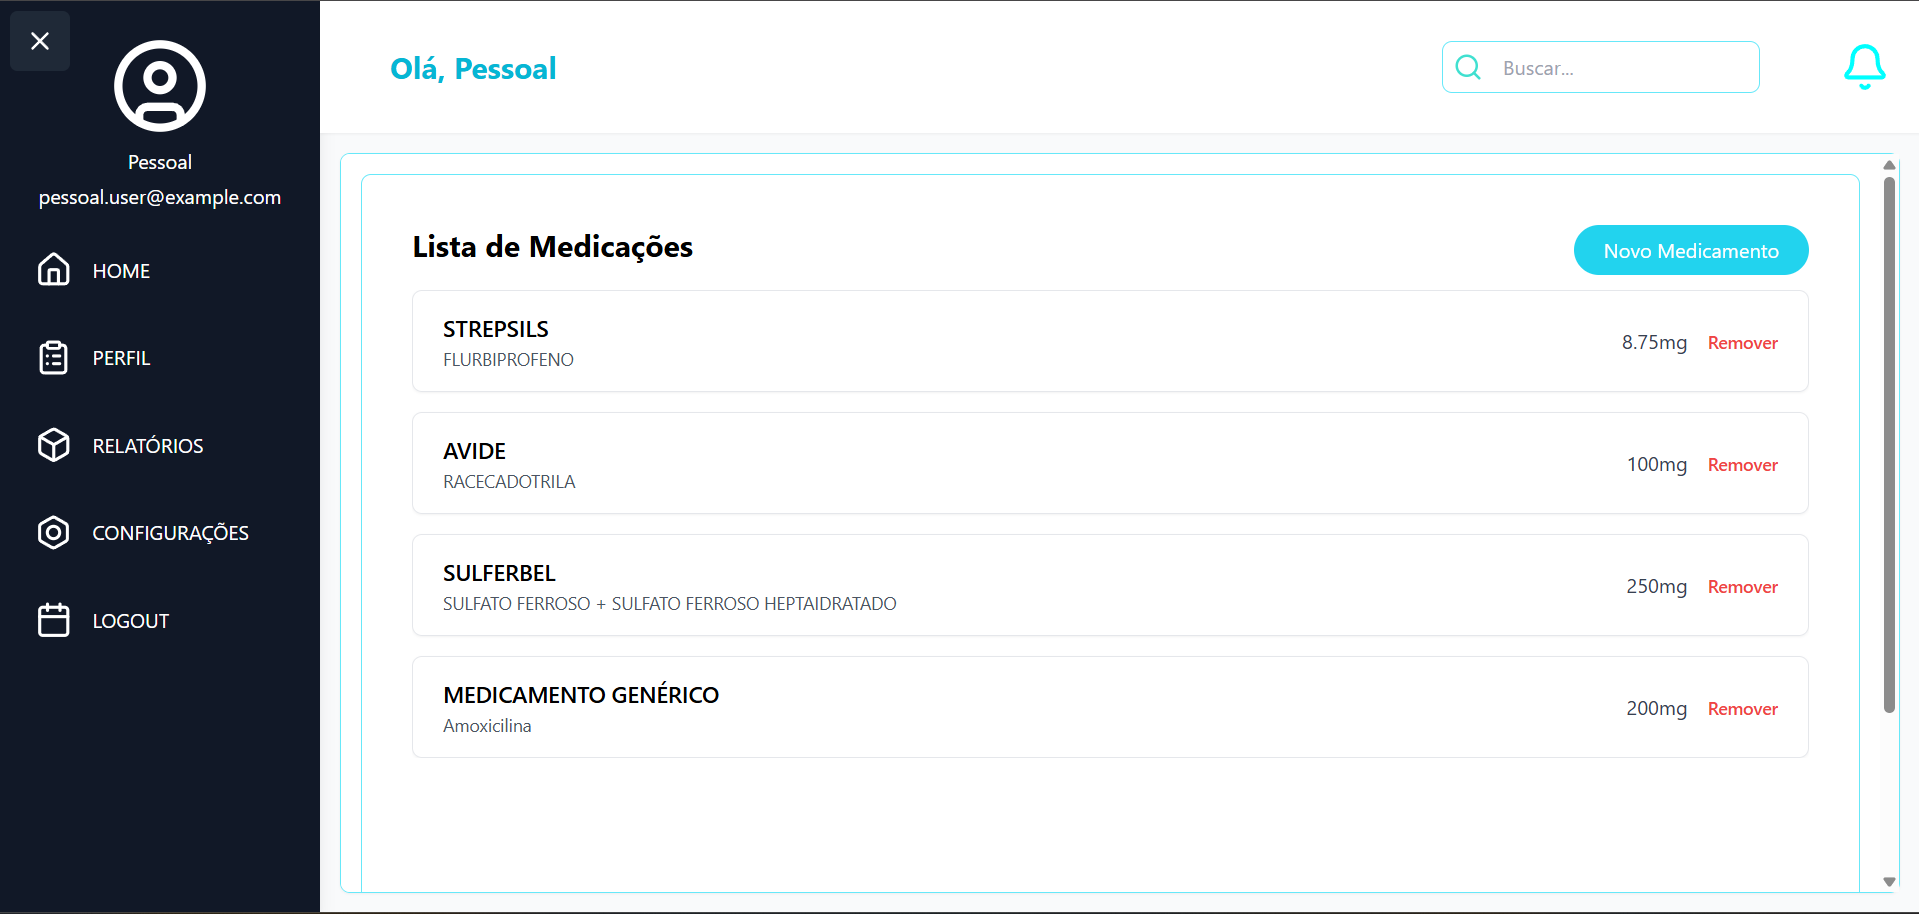 Pessoal
pessoal.user@example.com
HOME
PERFIL
RELATÓRIOS
CONFIGURAÇÕES
LOGOUT
Olá, Pessoal
Buscar...
Lista de Medicações
Novo Medicamento
STREPSILS
FLURBIPROFENO
8.75mg Remover
AVIDE
RACECADOTRILA
100mg Remover
SULFERBEL
SULFATO FERROSO + SULFATO FERROSO HEPTAIDRATADO
250mg Remover
MEDICAMENTO GENÉRICO
Amoxicilina
200mg Remover